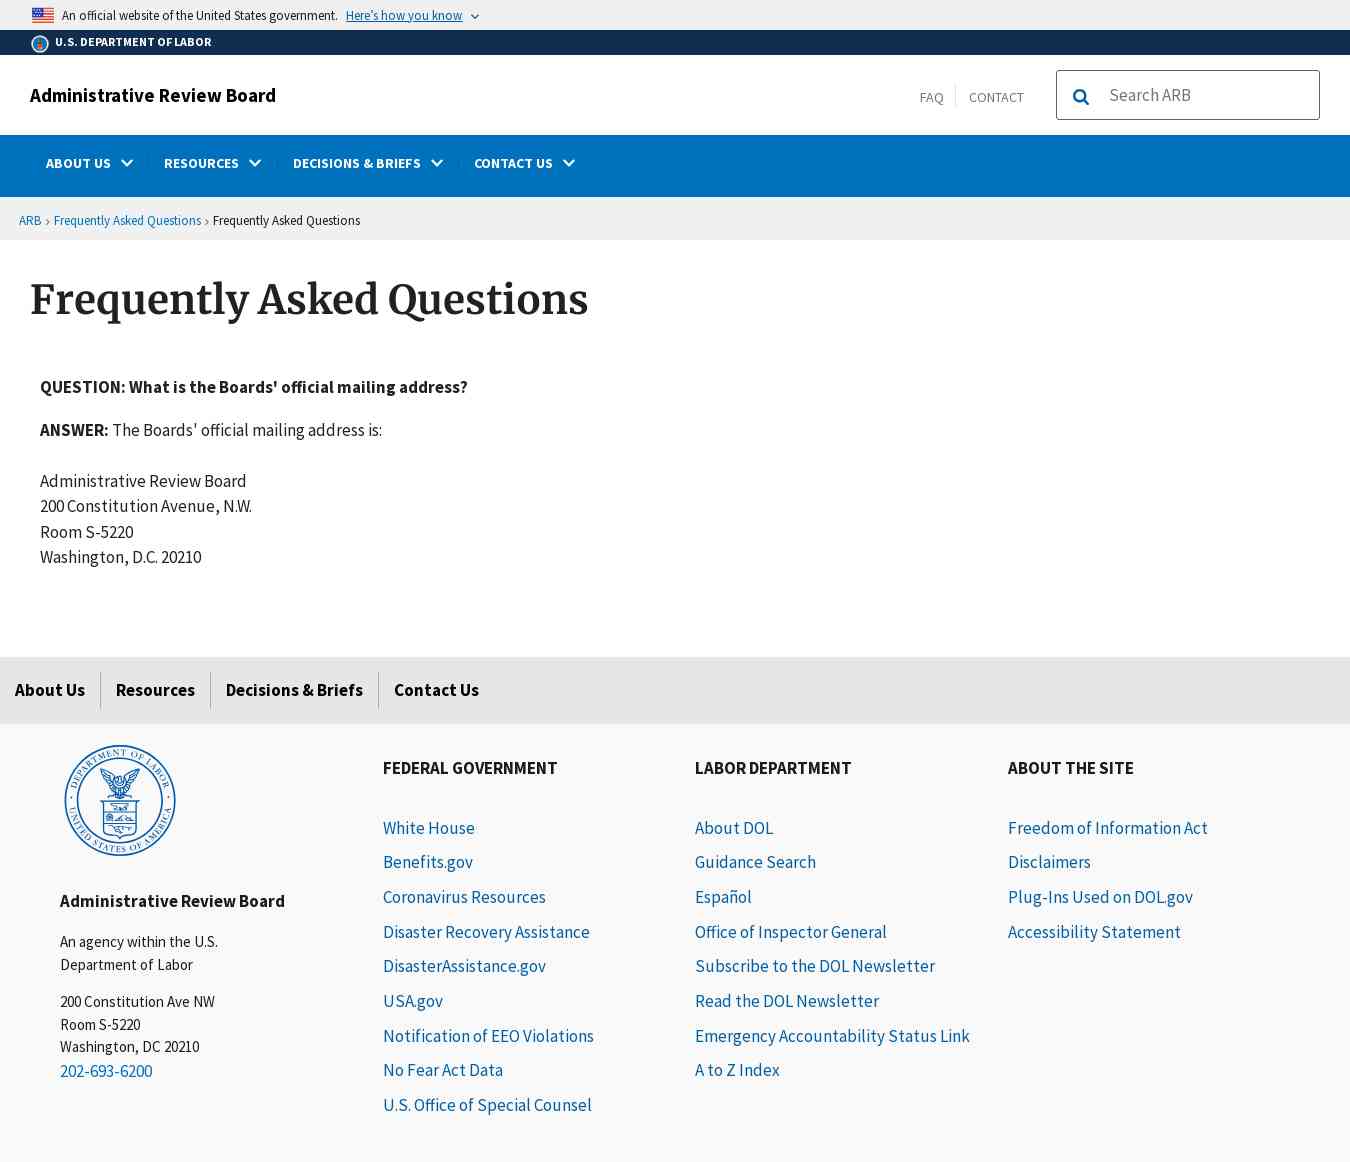 An official website of the United States government. Here's how you know
U.S. DEPARTMENT OF LABOR
Administrative Review Board
FAQ
CONTACT
Search ARB
ABOUT US
RESOURCES
DECISIONS & BRIEFS
CONTACT US
ARB › Frequently Asked Questions › Frequently Asked Questions
Frequently Asked Questions
QUESTION: What is the Boards' official mailing address?
ANSWER: The Boards' official mailing address is:
Administrative Review Board
200 Constitution Avenue, N.W.
Room S-5220
Washington, D.C. 20210
About Us
Resources
Decisions & Briefs
Contact Us
DEPARTMENT OF LABOR
UNITED STATES OF AMERICA
Administrative Review Board
An agency within the U.S.
Department of Labor
200 Constitution Ave NW
Room S-5220
Washington, DC 20210
202-693-6200
FEDERAL GOVERNMENT
White House
Benefits.gov
Coronavirus Resources
Disaster Recovery Assistance
DisasterAssistance.gov
USA.gov
Notification of EEO Violations
No Fear Act Data
U.S. Office of Special Counsel
LABOR DEPARTMENT
About DOL
Guidance Search
Español
Office of Inspector General
Subscribe to the DOL Newsletter
Read the DOL Newsletter
Emergency Accountability Status Link
A to Z Index
ABOUT THE SITE
Freedom of Information Act
Disclaimers
Plug-Ins Used on DOL.gov
Accessibility Statement